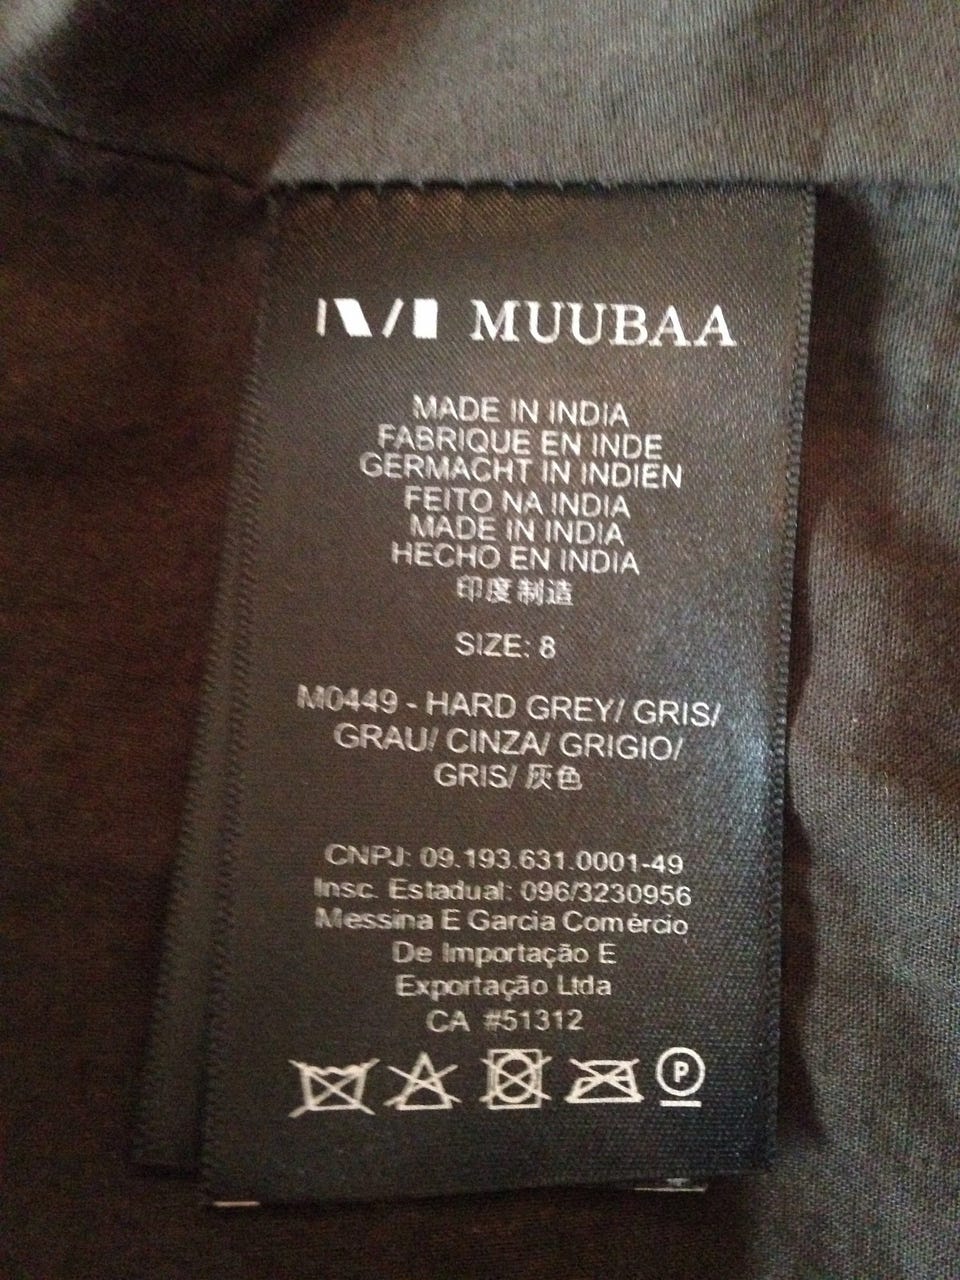 MUUBAA
MADE IN INDIA
FABRIQUE EN INDE
GERMACHT IN INDIEN
FEITO NA INDIA
MADE IN INDIA
HECHO EN INDIA
印度制造
SIZE: 8
M0449 - HARD GREY/ GRIS/
GRAU/ CINZA/ GRIGIO/
GRIS/ 灰色
CNPJ: 09.193.631.0001-49
Insc. Estadual: 096/3230956
Messina E Garcia Comércio
De Importação E
Exportação Ltda
CA #51312
P